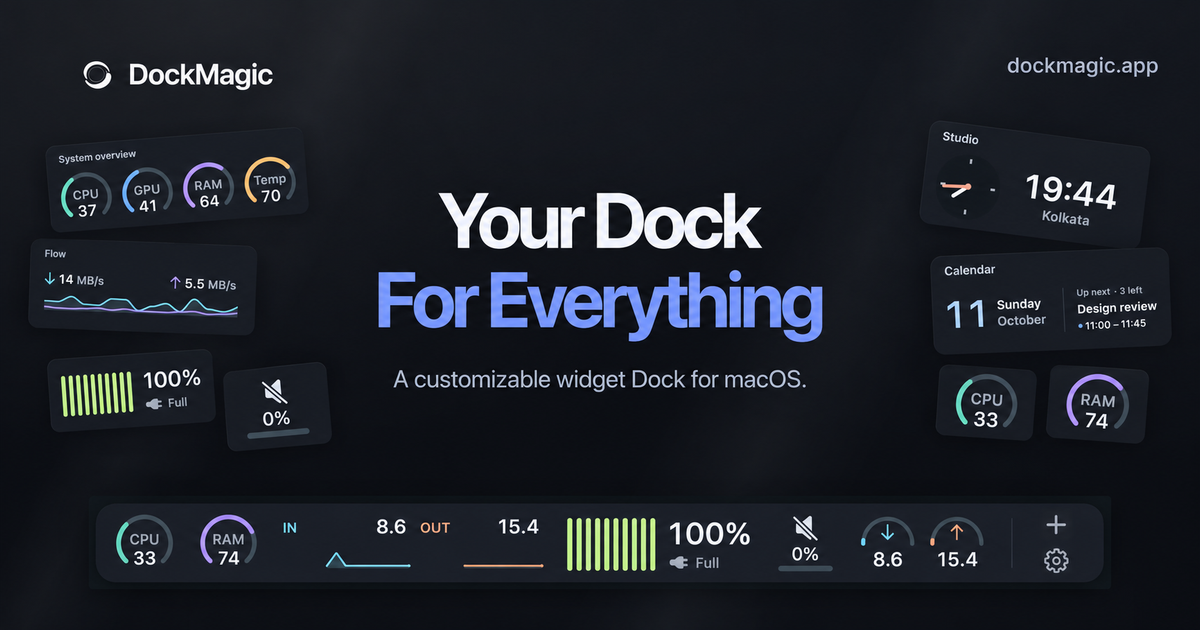 DockMagic
dockmagic.app
System overview
CPU
37
GPU
41
RAM
64
Temp
70
Flow
↓ 14 MB/s
↑ 5.5 MB/s
100%
Full
0%
Your Dock
For Everything
A customizable widget Dock for macOS.
Studio
19:44
Kolkata
Calendar
11
Sunday
October
Up next · 3 left
Design review
11:00 – 11:45
CPU
33
RAM
74
CPU
33
RAM
74
IN 8.6
OUT 15.4
100%
Full
0%
↓
8.6
↑
15.4
+